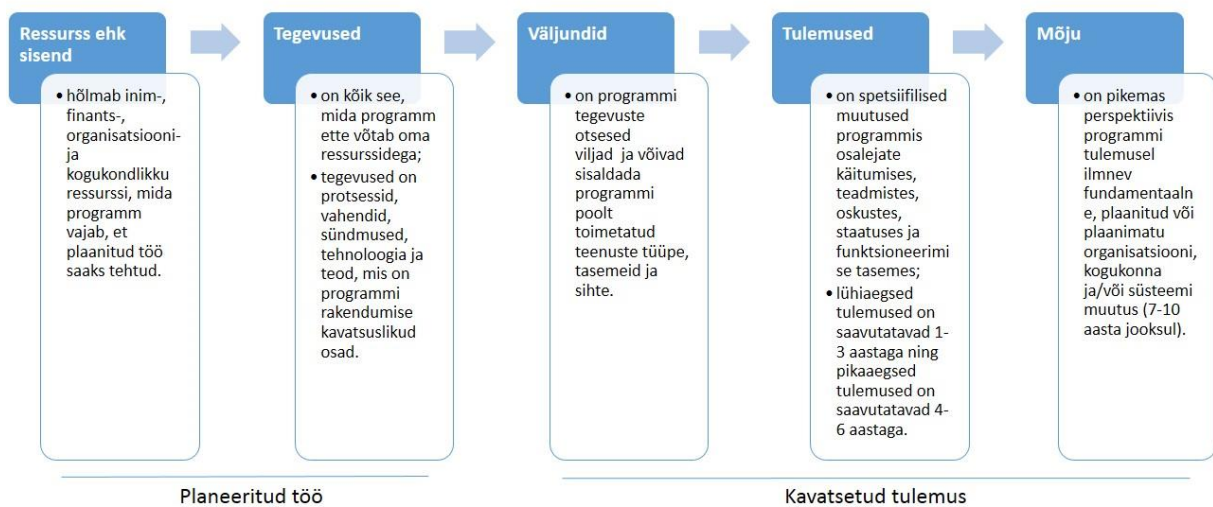 Ressurss ehk
sisend
• hõlmab inim-,
finants-,
organisatsiooni-
ja
kogukondlikku
ressurssi, mida
programm
vajab, et
plaanitud töö
saaks tehtud.
Tegevused
• on kõik see,
mida programm
ette võtab oma
ressurssidega;
• tegevused on
protsessid,
vahendid,
sündmused,
tehnoloogia ja
teod, mis on
programmi
rakendumise
kavatsuslikud
osad.
Väljundid
• on programmi
tegevuste
otsesed
viljad ja võivad
sisaldada
programmi
poolt
toimetatud
teenuste tüüpe,
tasemeid ja
sihte.
Tulemused
• on spetsiifilised
muutused
programmis
osalejate
käitumises,
teadmistes,
oskustes,
staatuses ja
funktsioneerimi
se tasemes;
• lühiaegsed
tulemused on
saavutatavad 1-
3 aastaga ning
pikaaegsed
tulemused on
saavutatavad 4-
6 aastaga.
Mõju
• on pikemas
perspektiivis
programmi
tulemusel
ilmnev
fundamentaaln
e, plaanitud või
plaanimatu
organisatsiooni,
kogukonna
ja/või süsteemi
muutus (7-10
aasta jooksul).
Planeeritud töö
Kavatsetud tulemus